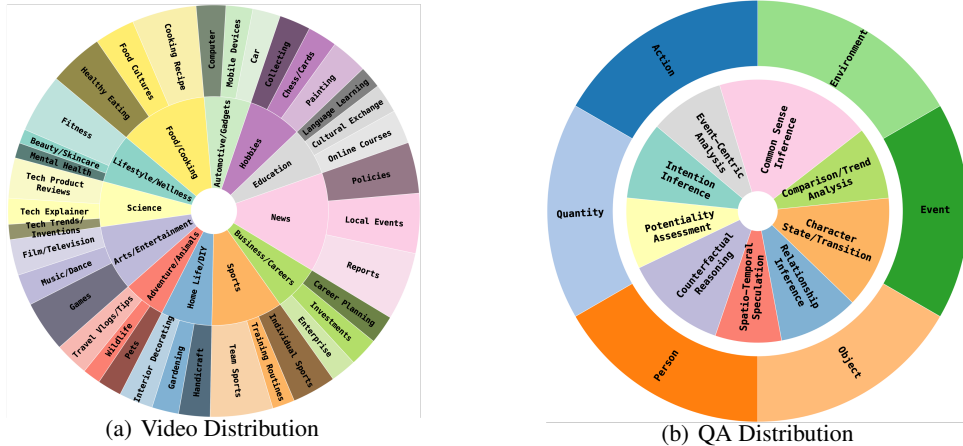 Computer
Mobile Devices
Car
Collecting
Chess/Cards
Painting
Language Learning
Cultural Exchange
Online Courses
Policies
Local Events
Reports
Career Planning
Investments
Enterprise
Individual Sports
Training Routines
Team Sports
Handicraft
Gardening
Interior Decorating
Pets
Wildlife
Travel Vlogs/Tips
Games
Music/Dance
Film/Television
Tech Trends/
Inventions
Tech Explainer
Tech Product
Reviews
Mental Health
Beauty/Skincare
Fitness
Healthy Eating
Food Cultures
Cooking Recipe
Automotive/Gadgets
Hobbies
Education
News
Business/Careers
Sports
Home Life/DIY
Adventure/Animals
Arts/Entertainment
Science
Lifestyle/Wellness
Food/Cooking
(a) Video Distribution
Action
Environment
Event
Object
Person
Quantity
Event-Centric
Analysis
Common Sense
Inference
Comparison/Trend
Analysis
Character
State/Transition
Relationship
Inference
Spatio-Temporal
Speculation
Counterfactual
Reasoning
Potentiality
Assessment
Intention
Inference
(b) QA Distribution